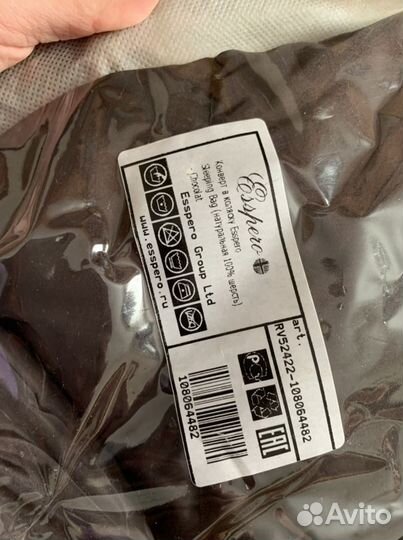 Esspero
Конверт в коляску Esspero
Sleeping Bag (натуральная 100% шерсть)
Chocolat
Esspero Group Ltd
www.esspero.ru
art.
RV52422-108064482
108064482
EAC
Avito